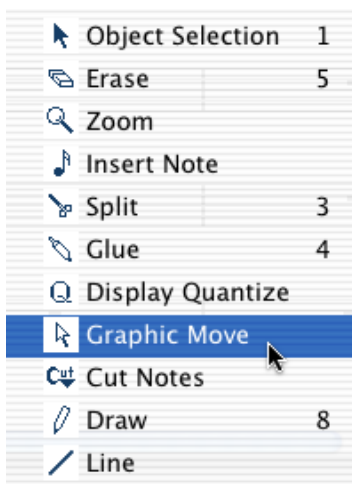 Object Selection 1
Erase 5
Zoom
Insert Note
Split 3
Glue 4
Q Display Quantize
Graphic Move
Cut Cut Notes
Draw 8
Line